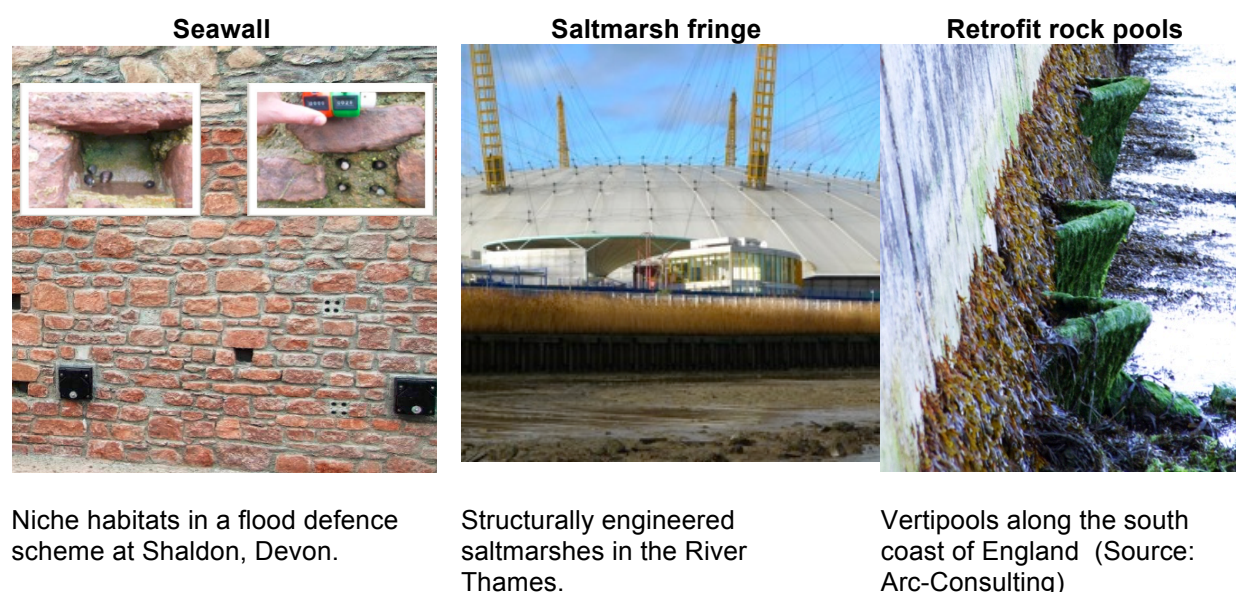 Seawall
Saltmarsh fringe
Retrofit rock pools
Niche habitats in a flood defence
scheme at Shaldon, Devon.
Structurally engineered
saltmarshes in the River
Thames.
Vertipools along the south
coast of England  (Source:
Arc-Consulting)